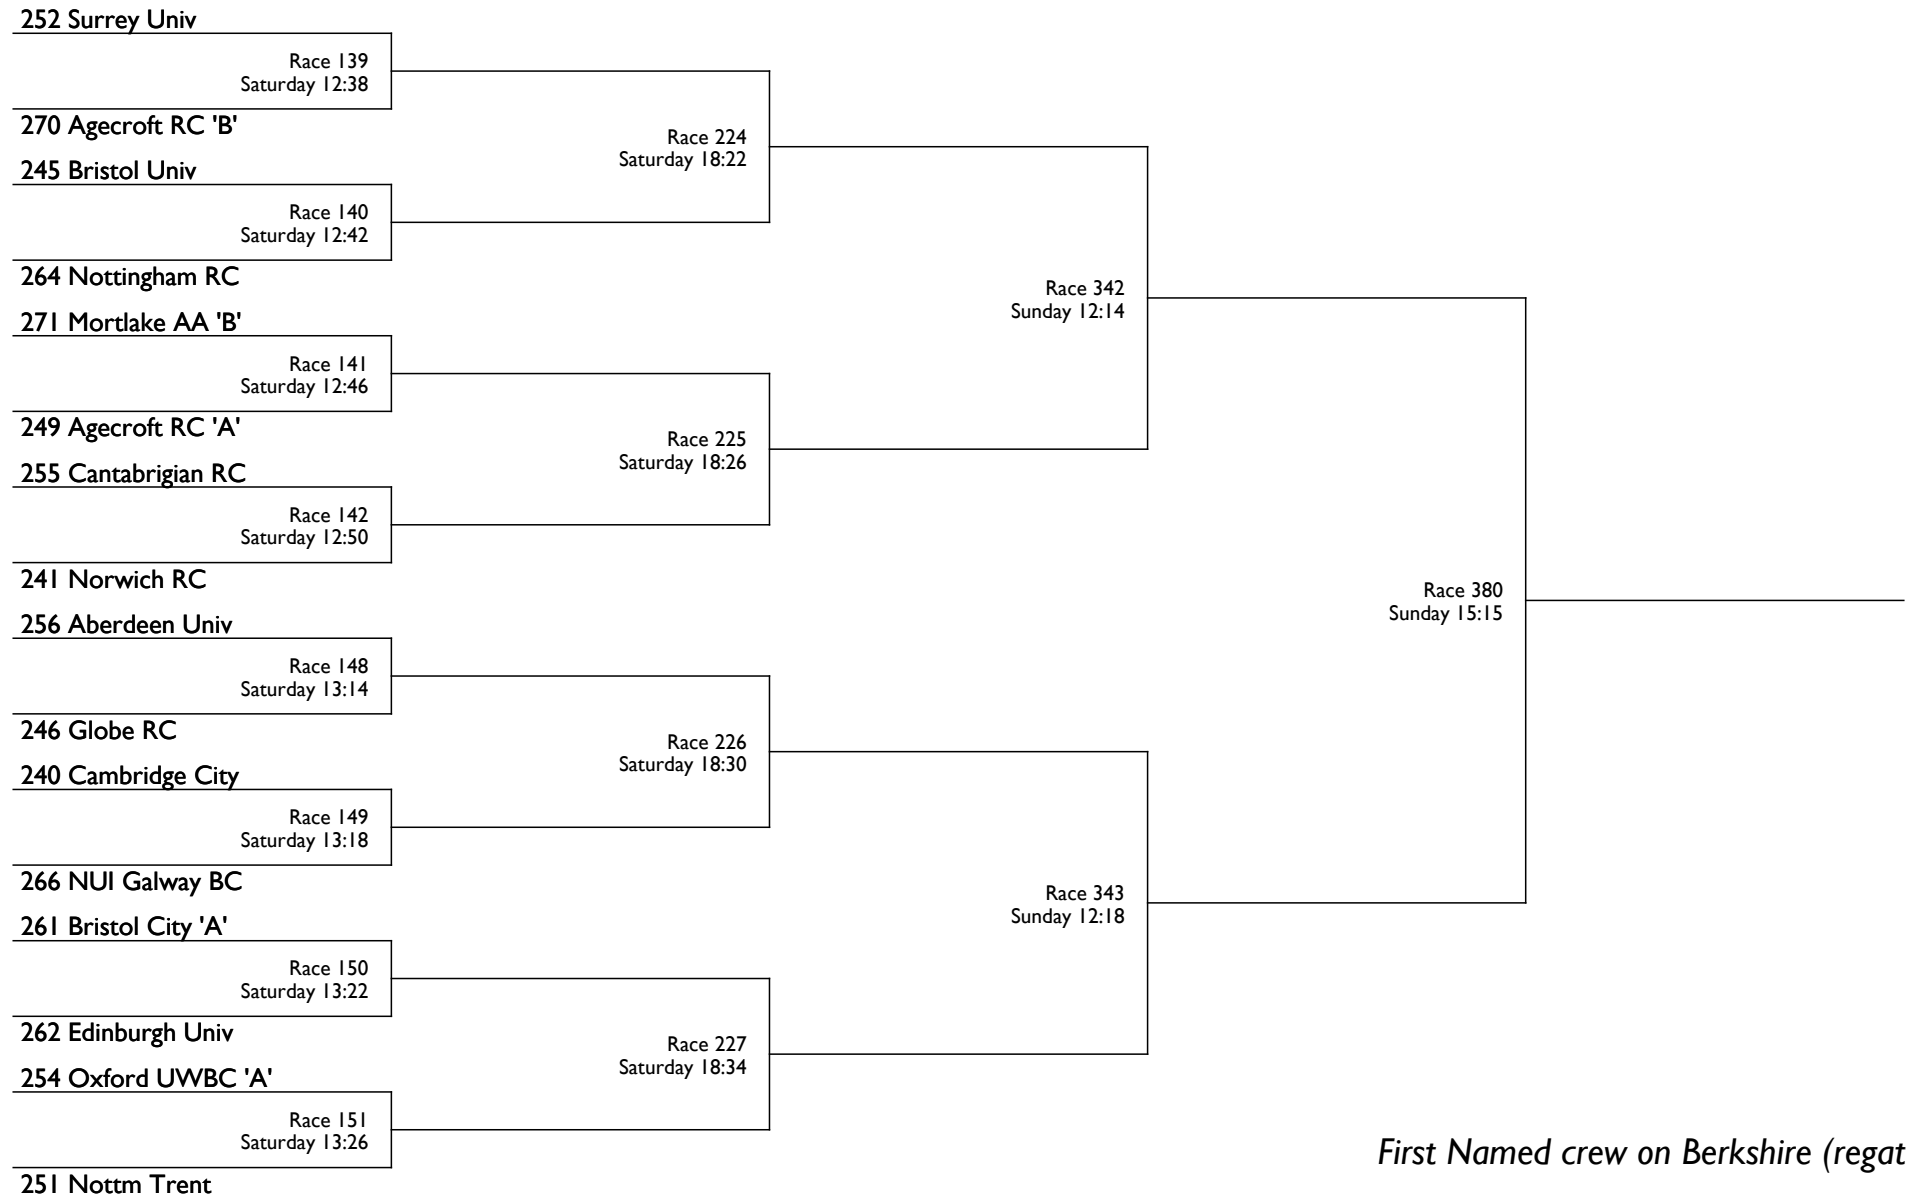 252 Surrey Univ
Race 139
Saturday 12:38
270 Agecroft RC 'B'
Race 224
Saturday 18:22
245 Bristol Univ
Race 140
Saturday 12:42
264 Nottingham RC
Race 342
Sunday 12:14
271 Mortlake AA 'B'
Race 141
Saturday 12:46
249 Agecroft RC 'A'
Race 225
Saturday 18:26
255 Cantabrigian RC
Race 142
Saturday 12:50
241 Norwich RC
Race 380
Sunday 15:15
256 Aberdeen Univ
Race 148
Saturday 13:14
246 Globe RC
Race 226
Saturday 18:30
240 Cambridge City
Race 149
Saturday 13:18
266 NUI Galway BC
Race 343
Sunday 12:18
261 Bristol City 'A'
Race 150
Saturday 13:22
262 Edinburgh Univ
Race 227
Saturday 18:34
254 Oxford UWBC 'A'
Race 151
Saturday 13:26
251 Nottm Trent
First Named crew on Berkshire (regat